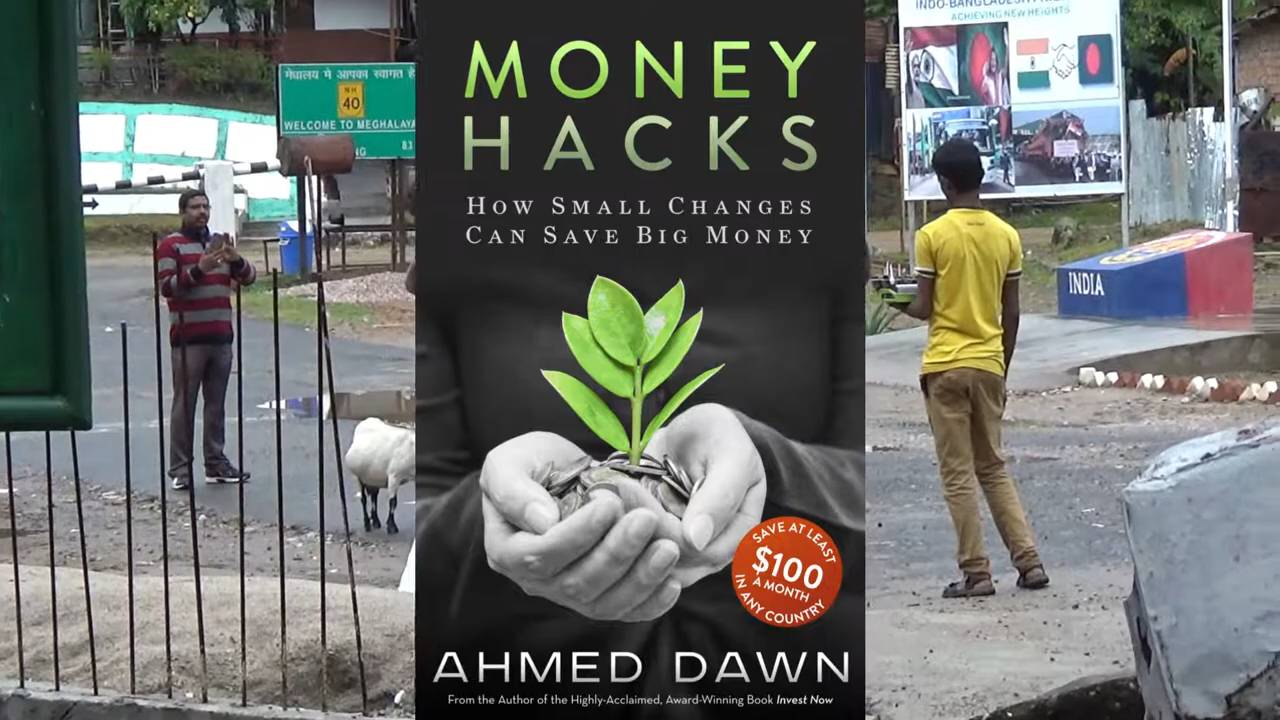 मेघालय मे आपका स्वागत है
NH
40
WELCOME TO MEGHALAYA
8.1
MONEY
HACKS
HOW SMALL CHANGES
CAN SAVE BIG MONEY
SAVE AT LEAST
$100
A MONTH
IN ANY COUNTRY
AHMED DAWN
From the Author of the Highly-Acclaimed, Award-Winning Book Invest Now
INDO-BANGLADESH
ACHIEVING NEW HEIGHTS
INDIA